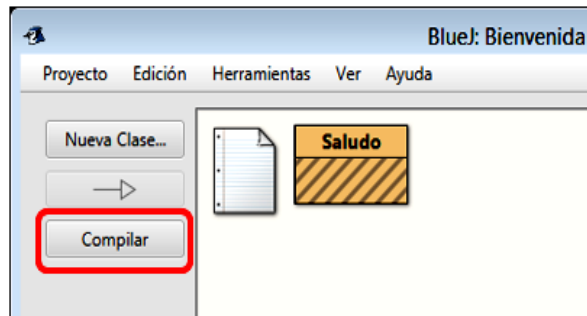 BlueJ: Bienvenida
Proyecto Edición Herramientas Ver Ayuda
Nueva Clase...
Saludo
Compilar